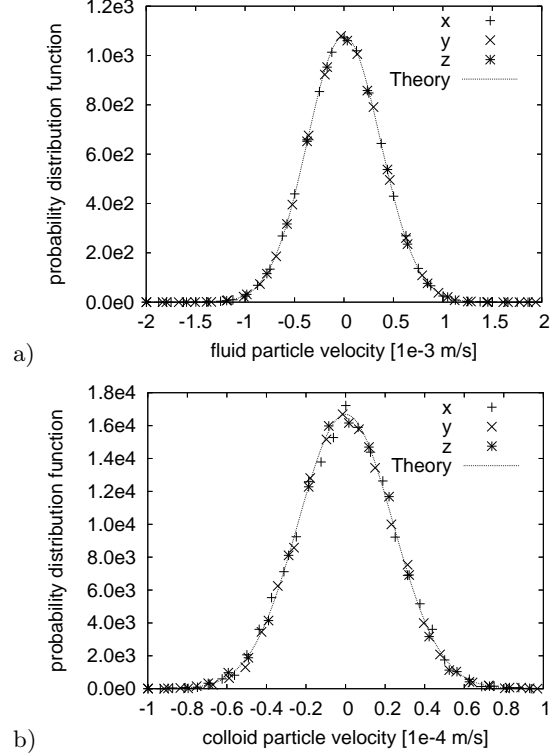 1.2e3
1.0e3
8.0e2
6.0e2
4.0e2
2.0e2
0.0e0
probability distribution function
x
y
z
Theory
-2 -1.5 -1 -0.5 0 0.5 1 1.5 2
fluid particle velocity [1e-3 m/s]
a)
1.8e4
1.6e4
1.4e4
1.2e4
1.0e4
8.0e3
6.0e3
4.0e3
2.0e3
0.0e0
probability distribution function
x
y
z
Theory
-1 -0.8 -0.6 -0.4 -0.2 0 0.2 0.4 0.6 0.8 1
colloid particle velocity [1e-4 m/s]
b)